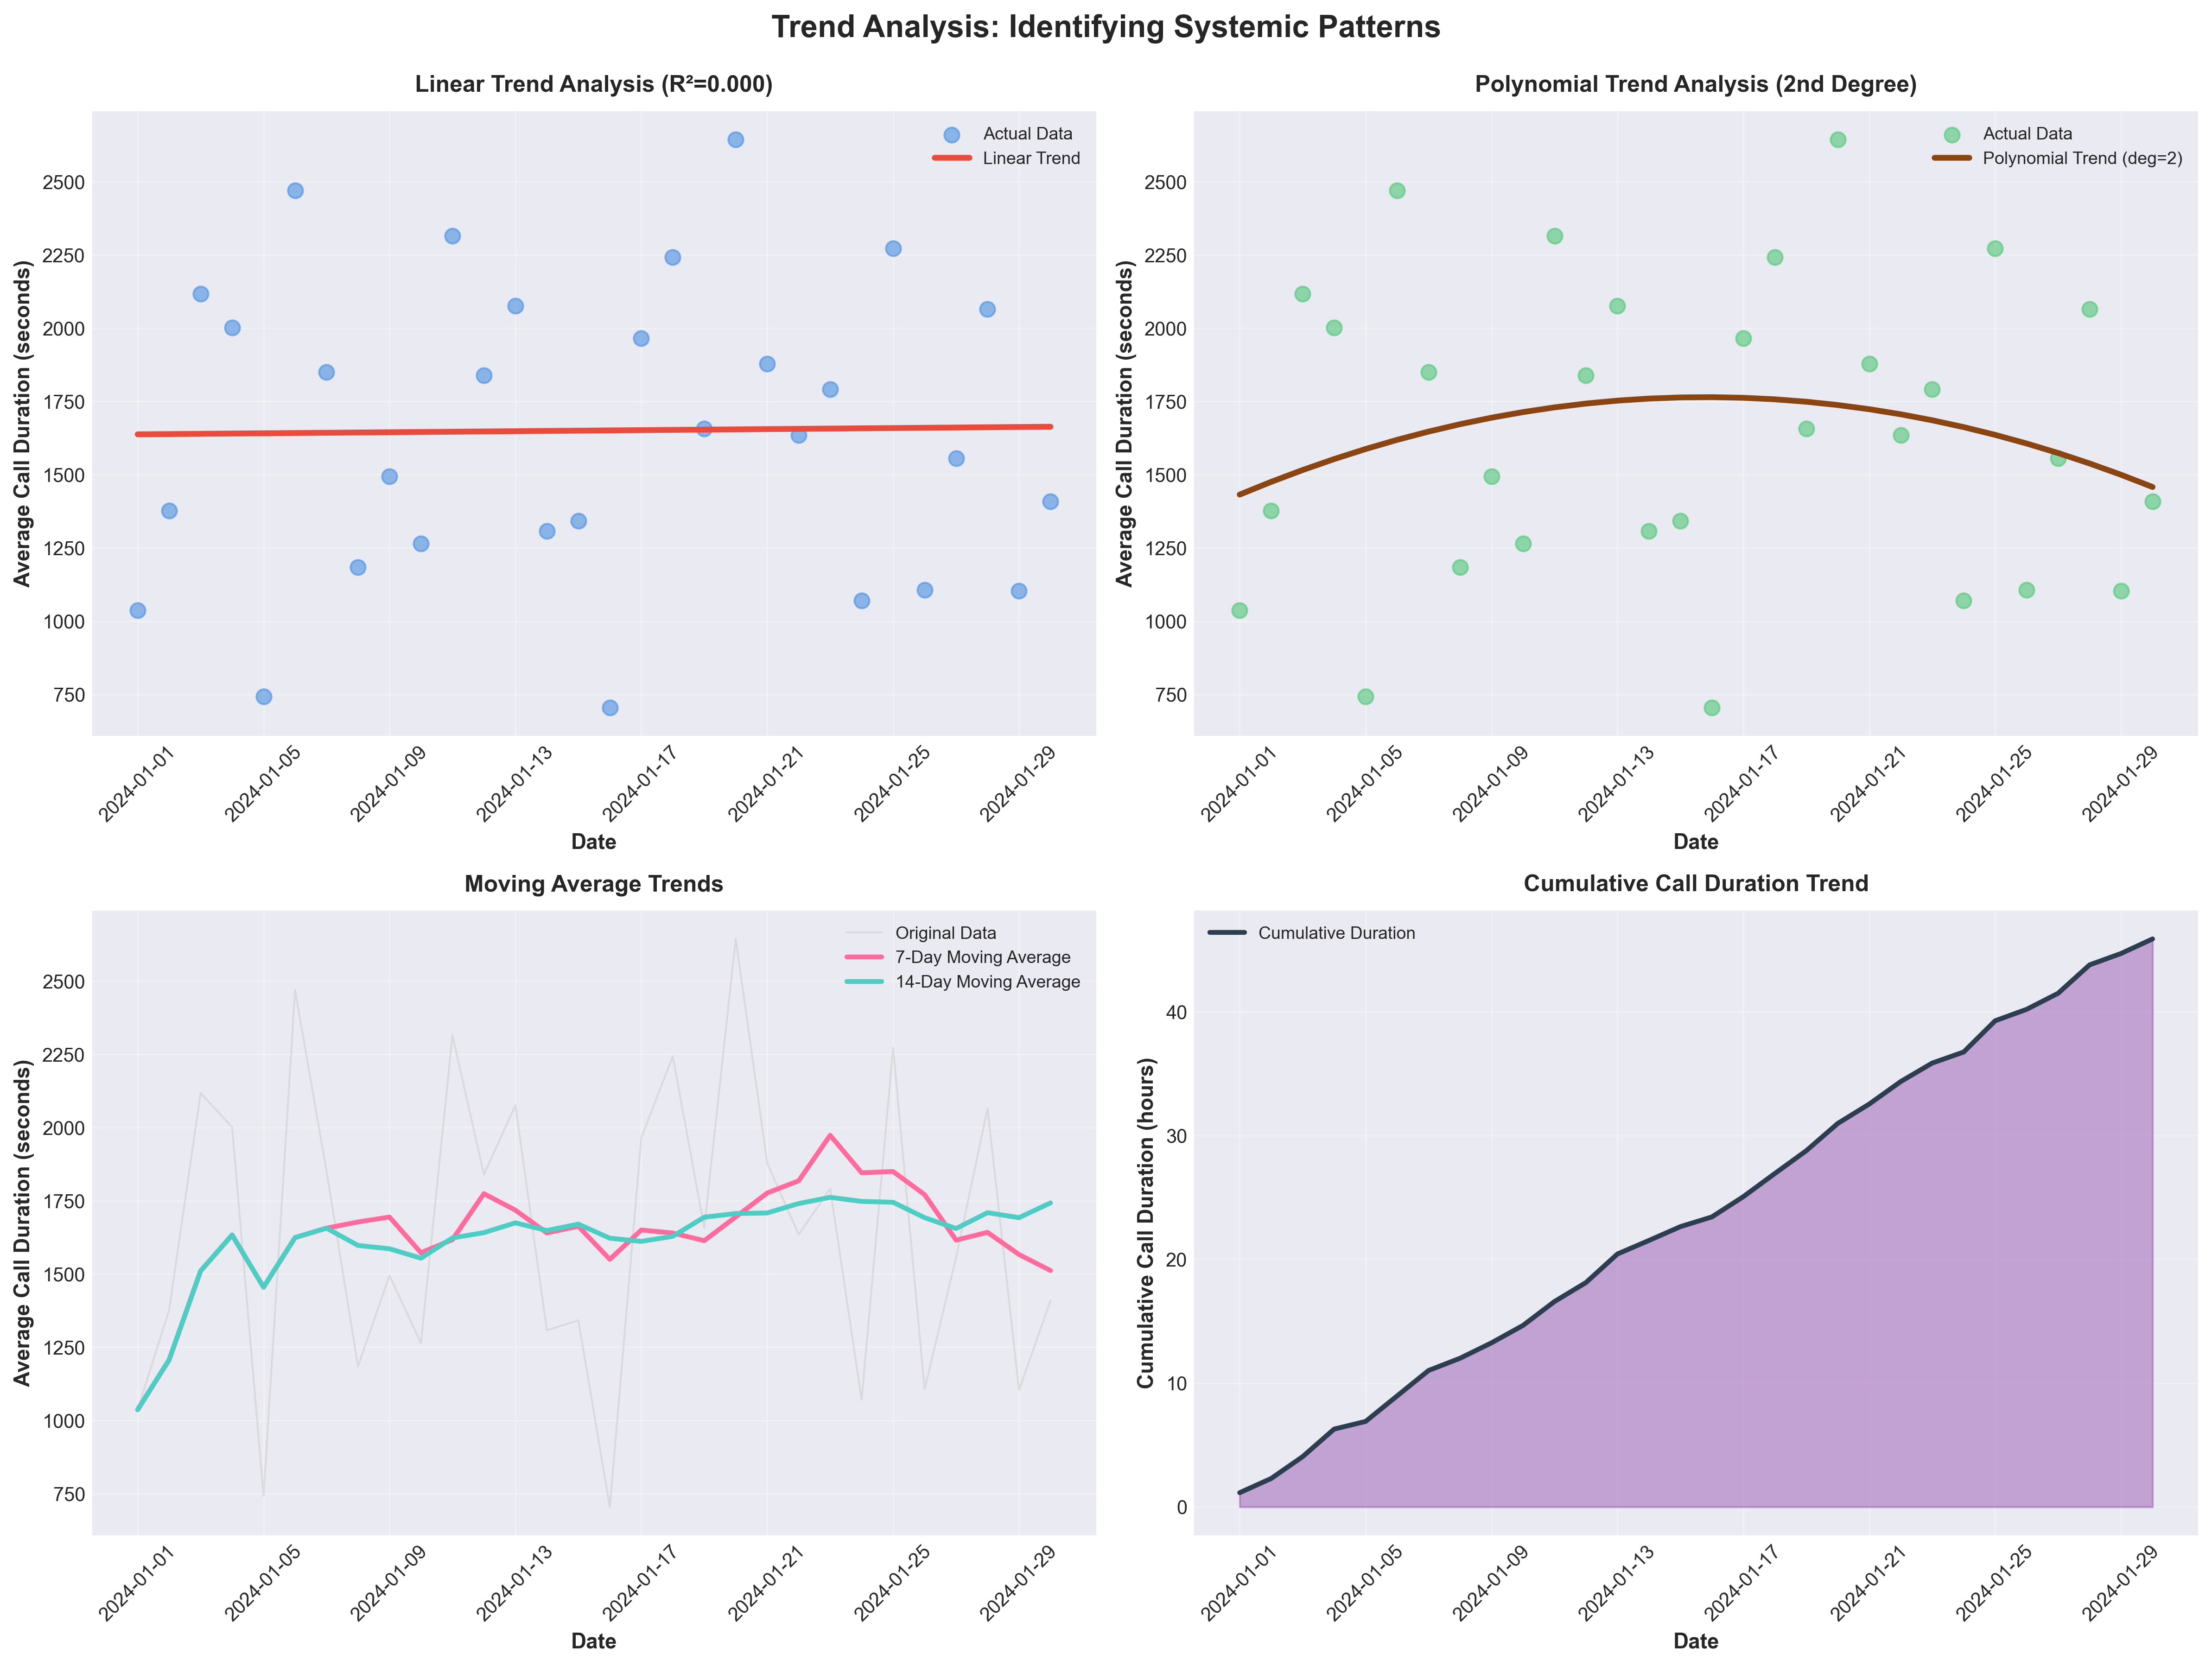 Trend Analysis: Identifying Systemic Patterns
Linear Trend Analysis (R²=0.000)
Actual Data
Linear Trend
Average Call Duration (seconds)
2500
2250
2000
1750
1500
1250
1000
750
2024-01-01
2024-01-05
2024-01-09
2024-01-13
2024-01-17
2024-01-21
2024-01-25
2024-01-29
Date
Polynomial Trend Analysis (2nd Degree)
Actual Data
Polynomial Trend (deg=2)
Average Call Duration (seconds)
2500
2250
2000
1750
1500
1250
1000
750
2024-01-01
2024-01-05
2024-01-09
2024-01-13
2024-01-17
2024-01-21
2024-01-25
2024-01-29
Date
Moving Average Trends
Original Data
7-Day Moving Average
14-Day Moving Average
Average Call Duration (seconds)
2500
2250
2000
1750
1500
1250
1000
750
2024-01-01
2024-01-05
2024-01-09
2024-01-13
2024-01-17
2024-01-21
2024-01-25
2024-01-29
Date
Cumulative Call Duration Trend
Cumulative Duration
Cumulative Call Duration (hours)
40
30
20
10
0
2024-01-01
2024-01-05
2024-01-09
2024-01-13
2024-01-17
2024-01-21
2024-01-25
2024-01-29
Date